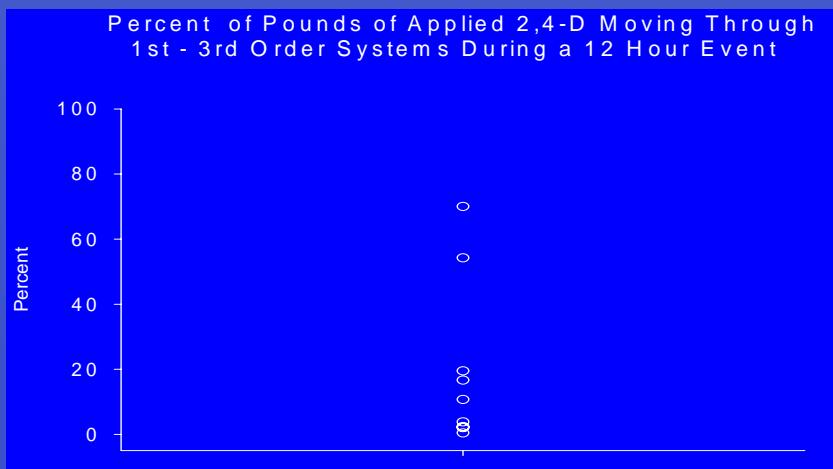 Percent of Pounds of Applied 2,4-D Moving Through
1st - 3rd Order Systems During a 12 Hour Event
100
80
60
40
20
0
Percent